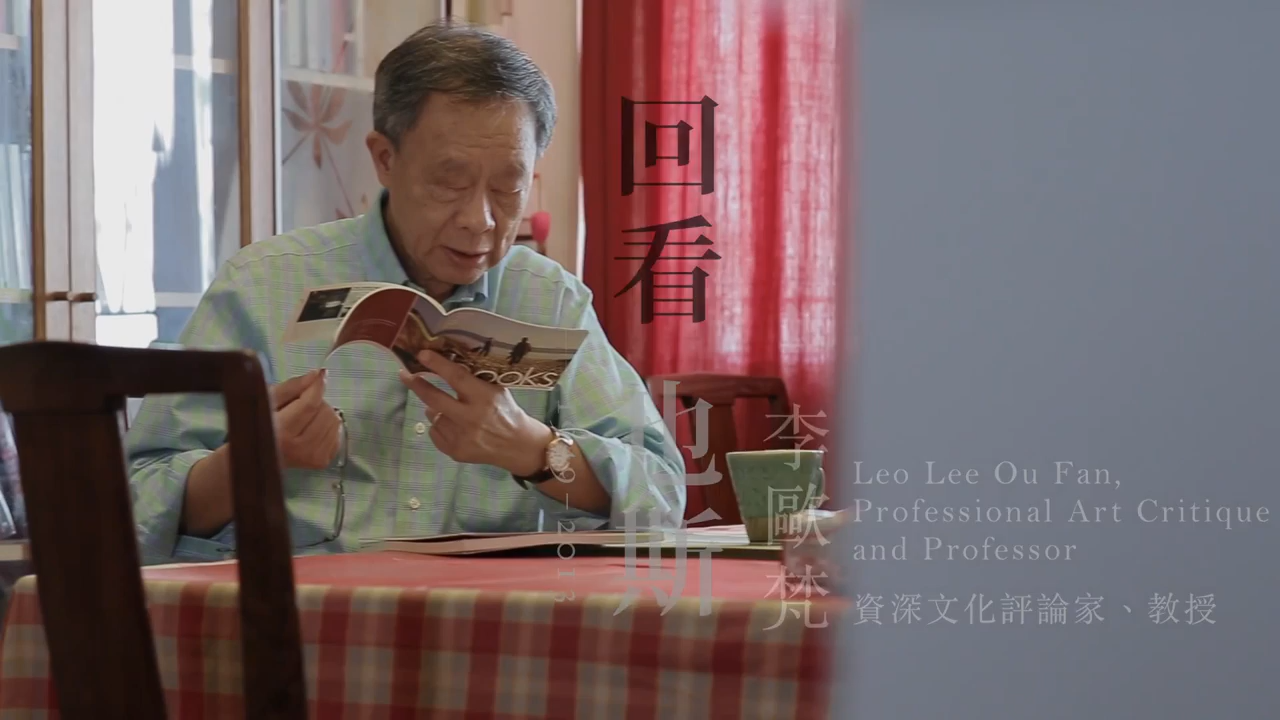 回看
也斯
李歐梵
Leo Lee Ou Fan,
Professional Art Critique
and Professor
資深文化評論家、教授